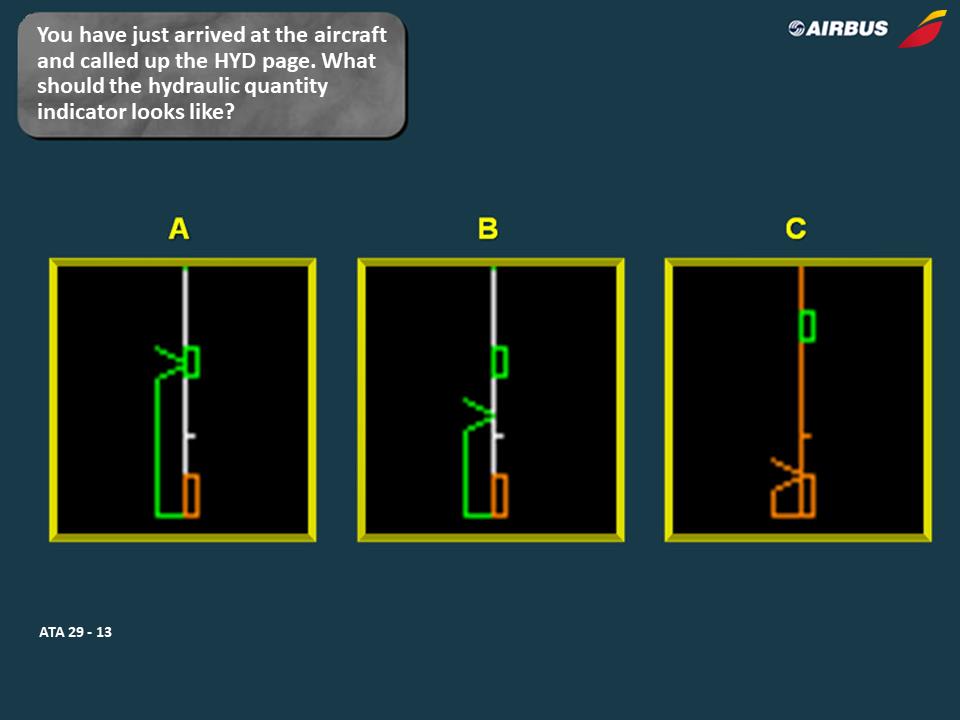 You have just arrived at the aircraft
and called up the HYD page. What
should the hydraulic quantity
indicator looks like?
AIRBUS
A
B
C
ATA 29 - 13